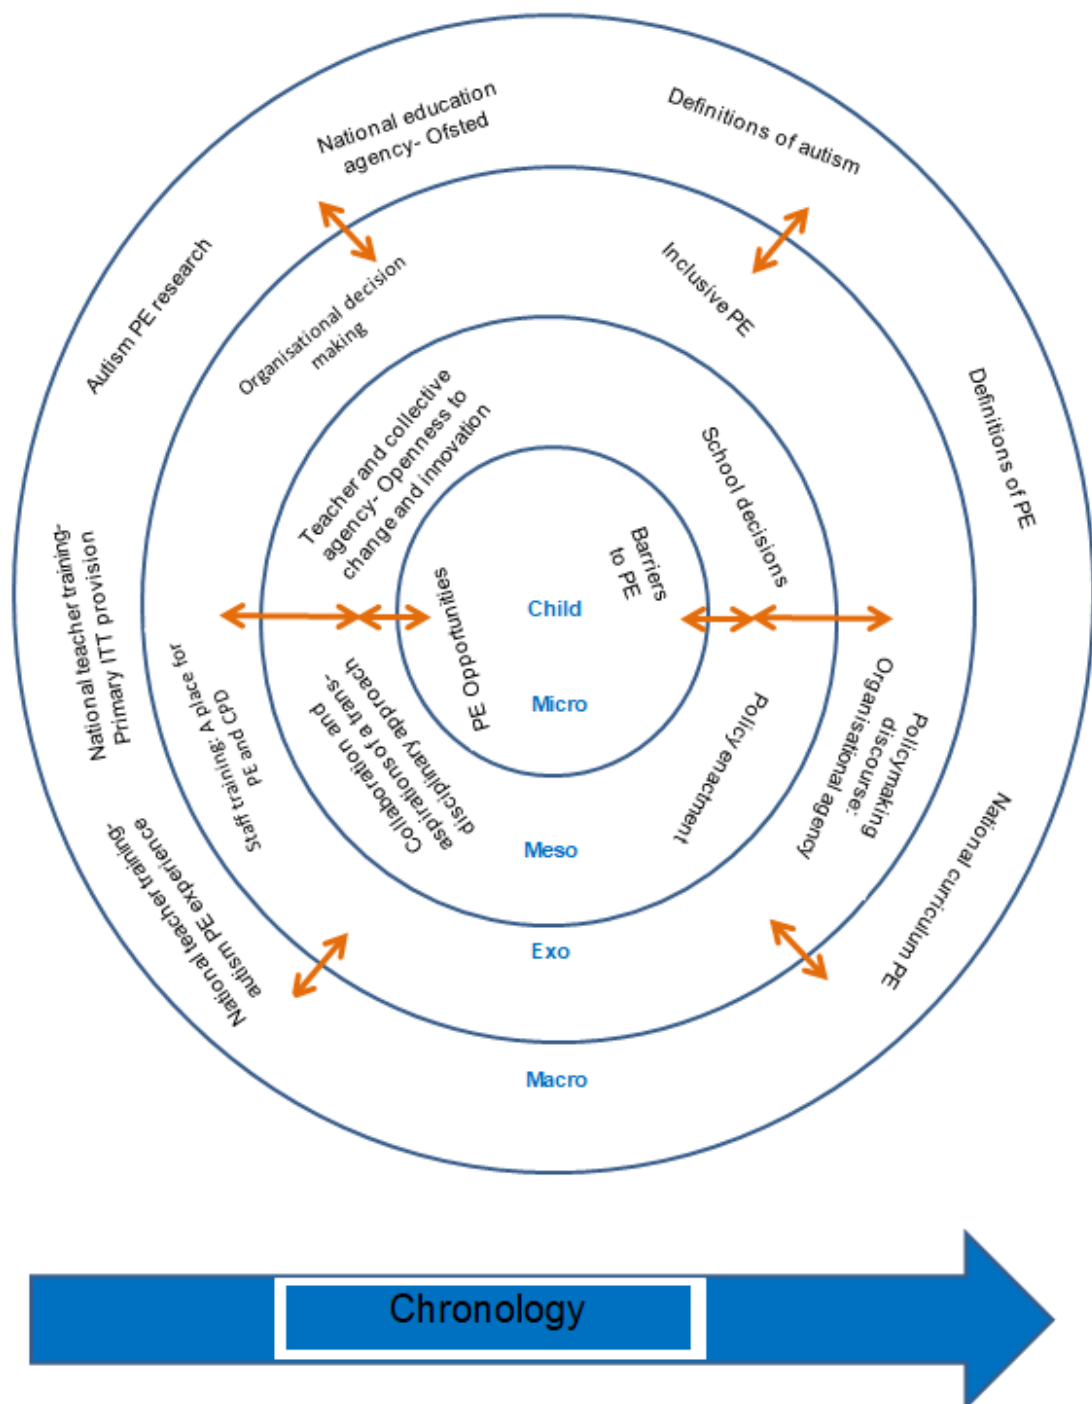 National education
agency- Ofsted
Definitions of autism
Autism PE research
Organisational decision
making
Inclusive PE
Definitions of PE
Teacher and collective
agency- Openness to
change and innovation
School decisions
Barriers
to PE
PE Opportunities
Child
Micro
National teacher training-
Primary ITT provision
Staff training: A place for
PE and CPD
Collaboration and
aspirations of a trans-
disciplinary approach
Policy enactment
Policymaking
discourse:
Organisational agency
Meso
National teacher training-
autism PE experience
National curriculum PE
Exo
Macro
Chronology